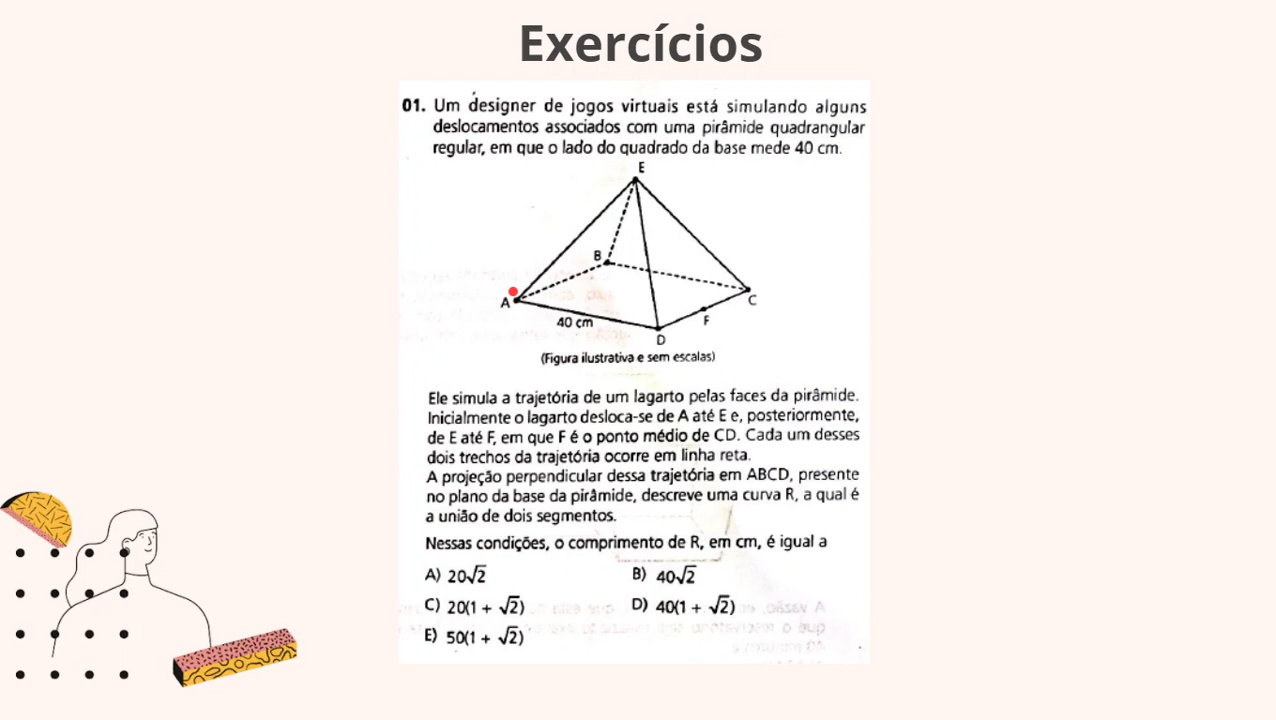 Exercícios
01. Um designer de jogos virtuais está simulando alguns
deslocamentos associados com uma pirâmide quadrangular
regular, em que o lado do quadrado da base mede 40 cm.
E
B
A
C
40 cm
F
D
(Figura ilustrativa e sem escalas)
Ele simula a trajetória de um lagarto pelas faces da pirâmide.
Inicialmente o lagarto desloca-se de A até E e, posteriormente,
de E até F, em que F é o ponto médio de CD. Cada um desses
dois trechos da trajetória ocorre em linha reta.
A projeção perpendicular dessa trajetória em ABCD, presente
no plano da base da pirâmide, descreve uma curva R, a qual é
a união de dois segmentos.
Nessas condições, o comprimento de R, em cm, é igual a
A) 20√2 B) 40√2
C) 20(1 + √2) D) 40(1 + √2)
E) 50(1 + √2)